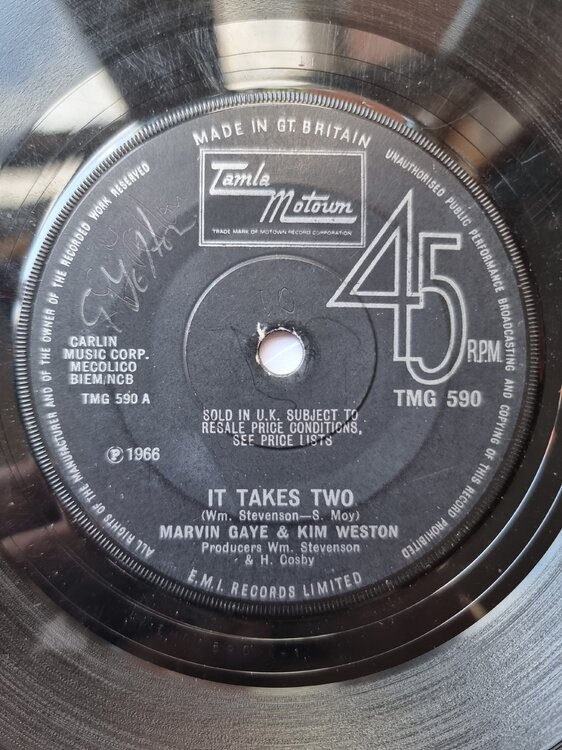 MADE IN GT. BRITAIN
UNAUTHORISED PUBLIC PERFORMANCE BROADCASTING AND COPYING OF THIS RECORD PROHIBITED
ALL RIGHTS OF THE MANUFACTURER AND OF THE OWNER OF THE RECORDED WORK RESERVED
Tamla
Motown
TRADE MARK OF MOTOWN RECORD CORPORATION
45
R.P.M.
CARLIN
MUSIC CORP.
MECOLICO
BIEM/NCB
TMG 590 A
TMG 590
SOLD IN U.K. SUBJECT TO
RESALE PRICE CONDITIONS,
SEE PRICE LISTS
℗ 1966
IT TAKES TWO
(Wm. Stevenson—S. Moy)
MARVIN GAYE & KIM WESTON
Producers Wm. Stevenson
& H. Cosby
E.M.I. RECORDS LIMITED